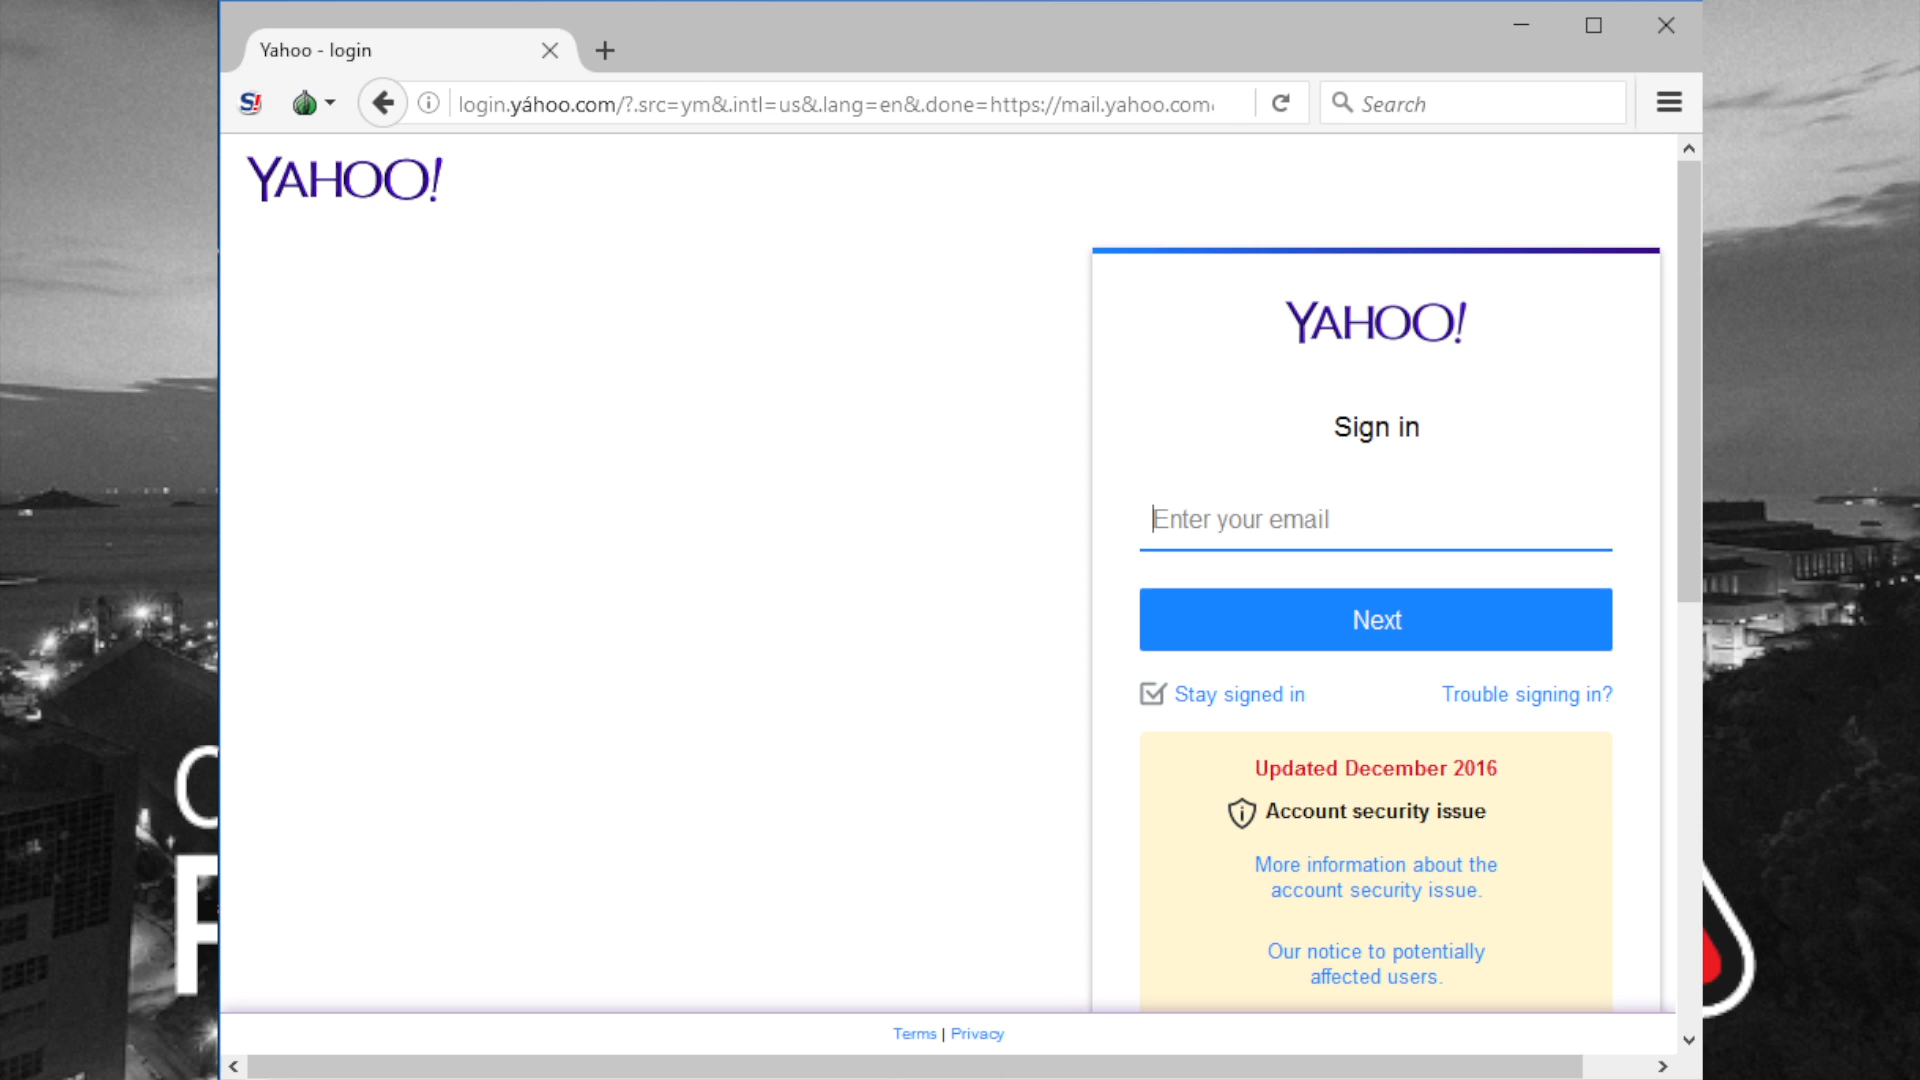 Yahoo - login
S!
login.yáhoo.com/?.src=ym&.intl=us&.lang=en&.done=https://mail.yahoo.com
Search
YAHOO!
YAHOO!
Sign in
Enter your email
Next
Stay signed in
Trouble signing in?
Updated December 2016
Account security issue
More information about the
account security issue.
Our notice to potentially
affected users.
Terms | Privacy